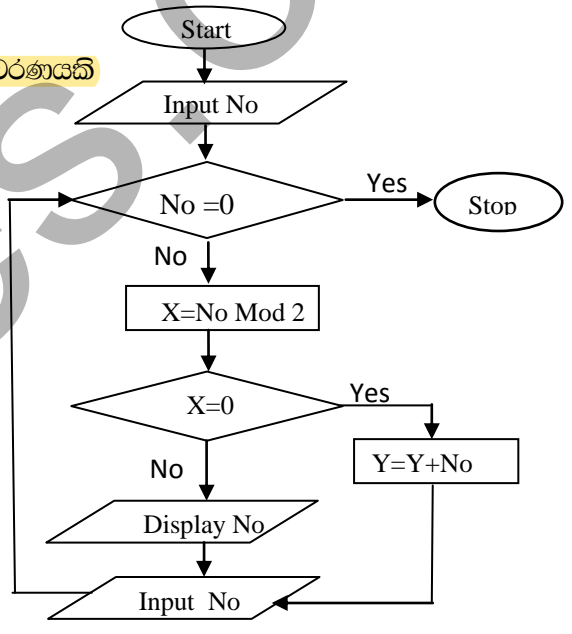 Start
වරණයකි
Input No
No =0
Yes
Stop
No
X=No Mod 2
X=0
Yes
Y=Y+No
No
Display No
Input No